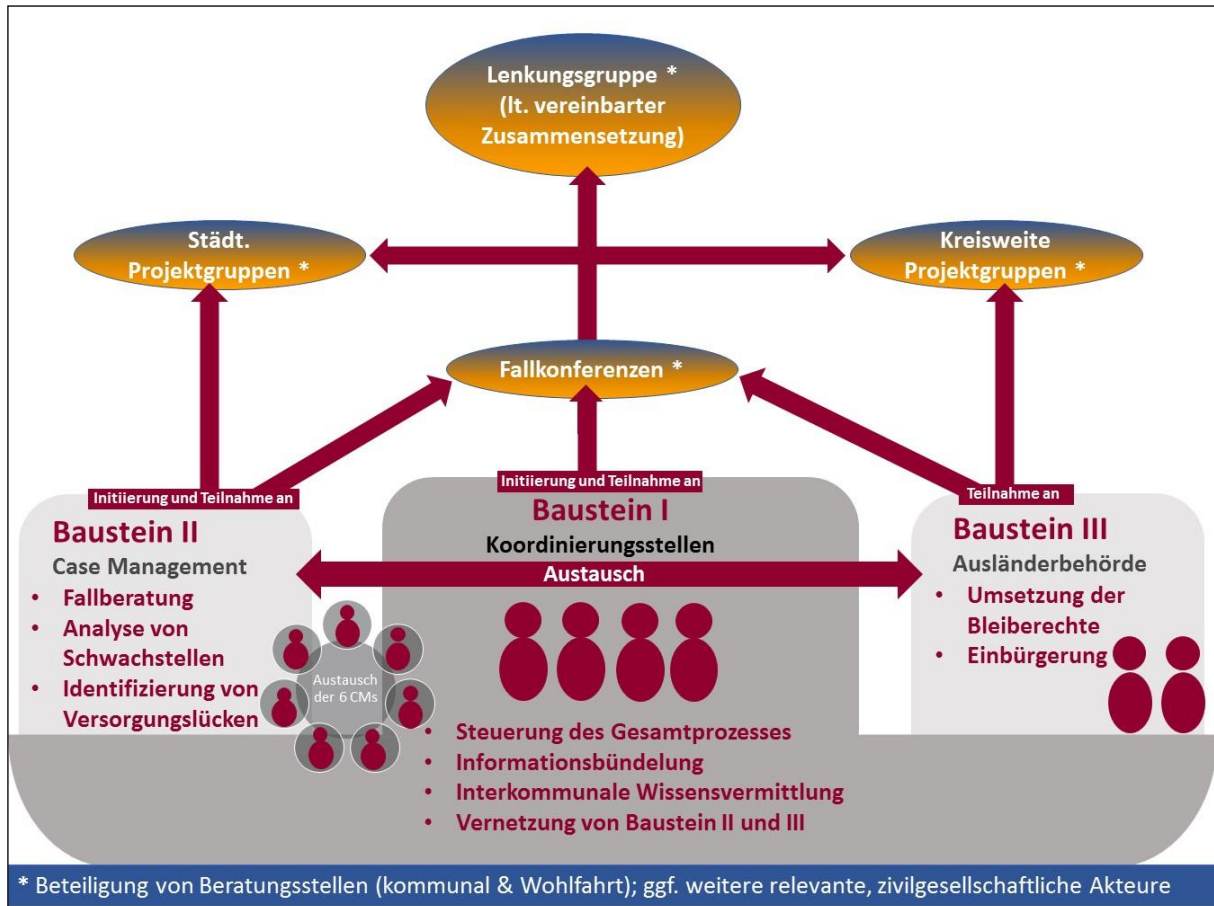 Lenkungsgruppe *
(lt. vereinbarter
Zusammensetzung)
Städt.
Projektgruppen *
Kreisweite
Projektgruppen *
Fallkonferenzen *
Initiierung und Teilnahme an
Baustein II
Case Management
• Fallberatung
• Analyse von
Schwachstellen
• Identifizierung von
Versorgungslücken
Austausch
der 6 CMs
Initiierung und Teilnahme an
Baustein I
Koordinierungsstellen
Austausch
• Steuerung des Gesamtprozesses
• Informationsbündelung
• Interkommunale Wissensvermittlung
• Vernetzung von Baustein II und III
Teilnahme an
Baustein III
Ausländerbehörde
• Umsetzung der
Bleiberechte
• Einbürgerung
* Beteiligung von Beratungsstellen (kommunal & Wohlfahrt); ggf. weitere relevante, zivilgesellschaftliche Akteure